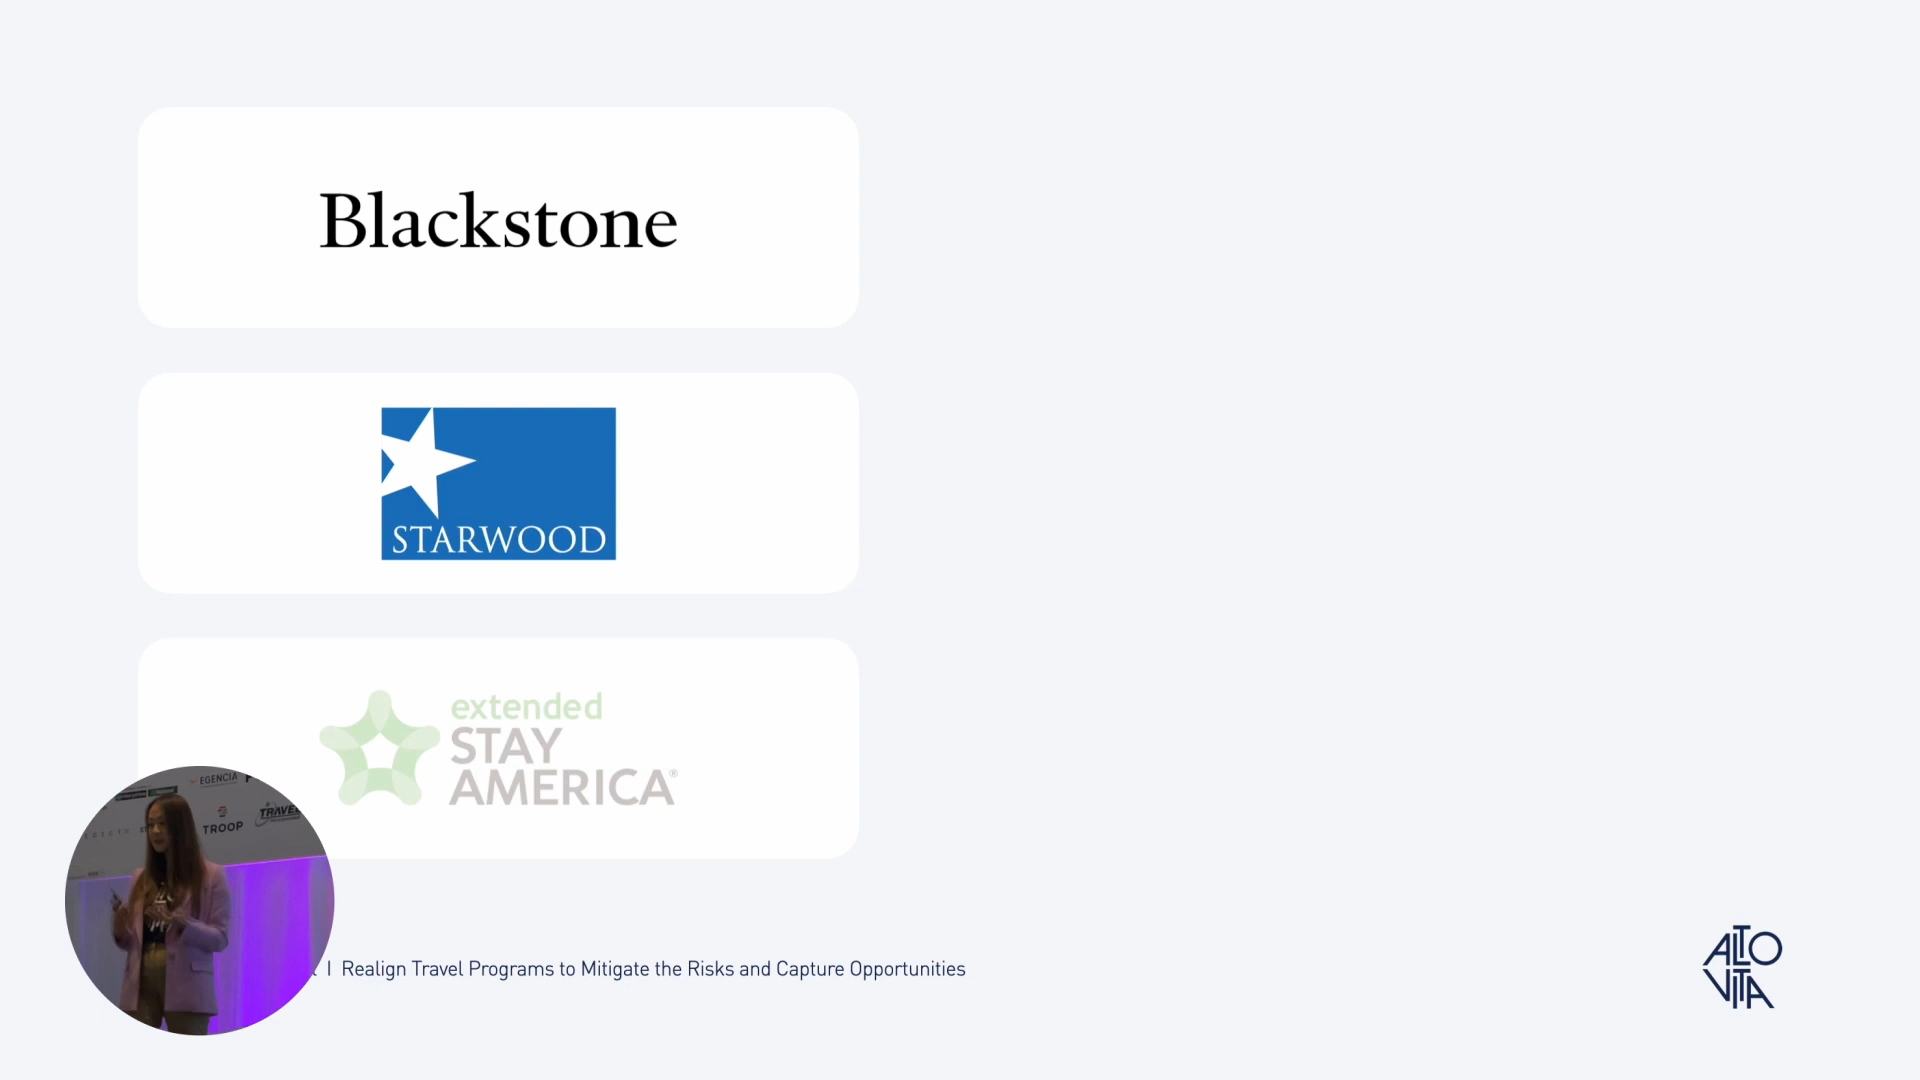 Blackstone
STARWOOD
extended
STAY
AMERICA®
EGENCIA
TROOP
TRAVEL
| Realign Travel Programs to Mitigate the Risks and Capture Opportunities
ALTO
VITA